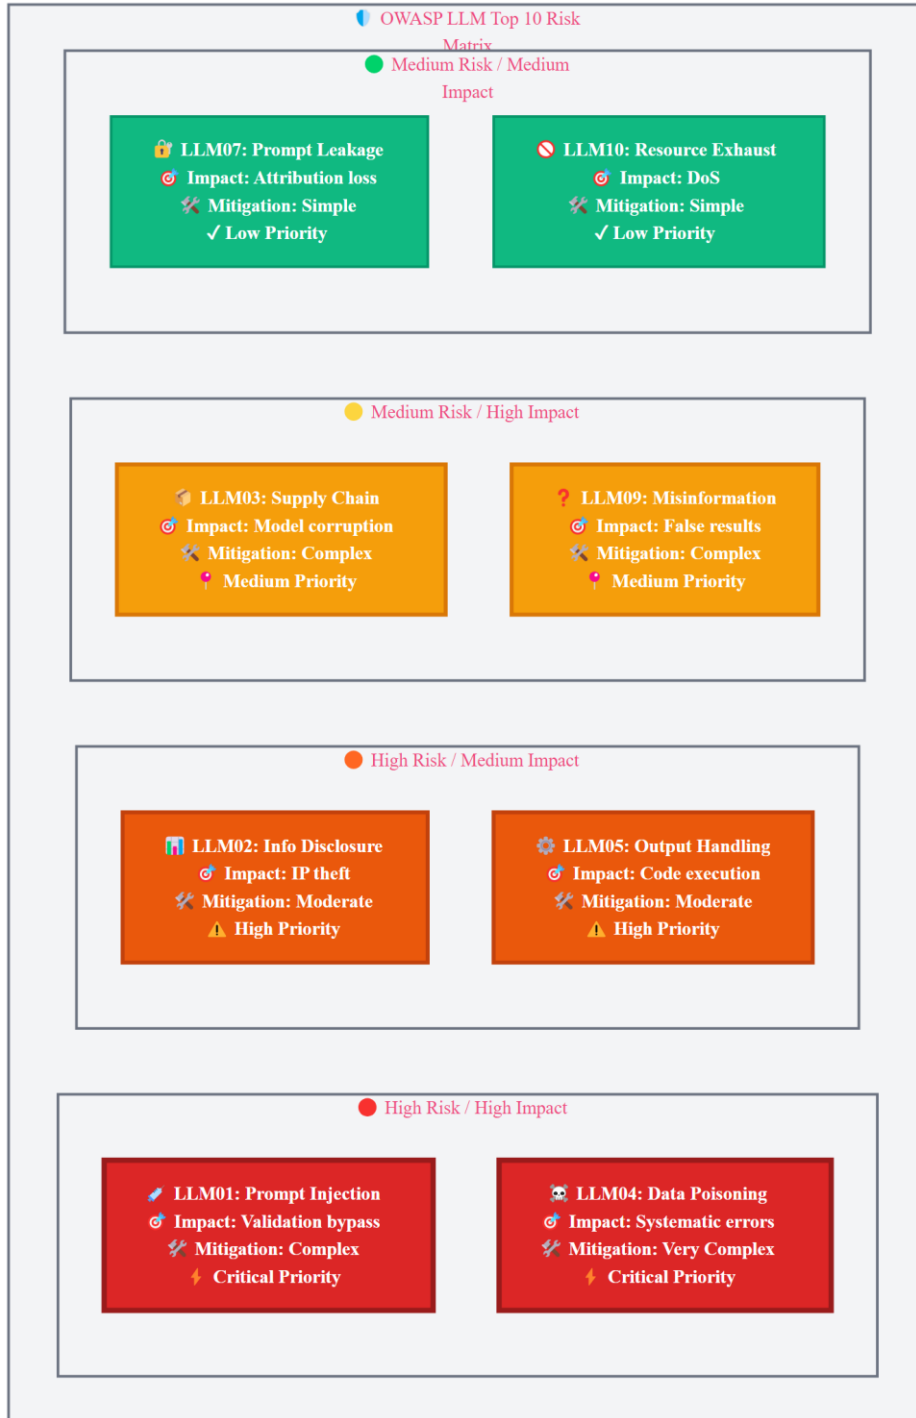 🛡️ OWASP LLM Top 10 Risk
Matrix
🟢 Medium Risk / Medium
Impact
🔐 LLM07: Prompt Leakage
🎯 Impact: Attribution loss
🛠️ Mitigation: Simple
✓ Low Priority
🚫 LLM10: Resource Exhaust
🎯 Impact: DoS
🛠️ Mitigation: Simple
✓ Low Priority
🟡 Medium Risk / High Impact
📦 LLM03: Supply Chain
🎯 Impact: Model corruption
🛠️ Mitigation: Complex
📍 Medium Priority
❓ LLM09: Misinformation
🎯 Impact: False results
🛠️ Mitigation: Complex
📍 Medium Priority
🟠 High Risk / Medium Impact
📊 LLM02: Info Disclosure
🎯 Impact: IP theft
🛠️ Mitigation: Moderate
⚠️ High Priority
⚙️ LLM05: Output Handling
🎯 Impact: Code execution
🛠️ Mitigation: Moderate
⚠️ High Priority
🔴 High Risk / High Impact
💉 LLM01: Prompt Injection
🎯 Impact: Validation bypass
🛠️ Mitigation: Complex
⚡ Critical Priority
☠️ LLM04: Data Poisoning
🎯 Impact: Systematic errors
🛠️ Mitigation: Very Complex
⚡ Critical Priority